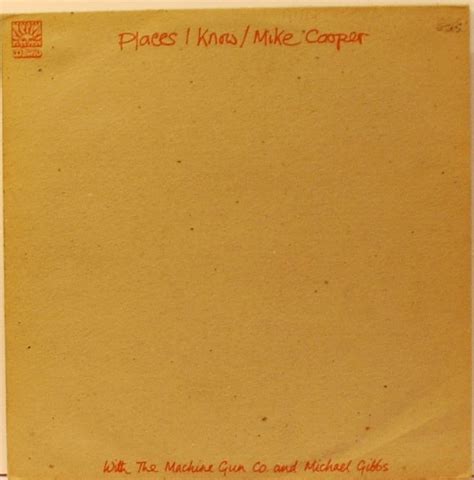 Places I Know / Mike Cooper
With The Machine Gun Co. and Michael Gibbs